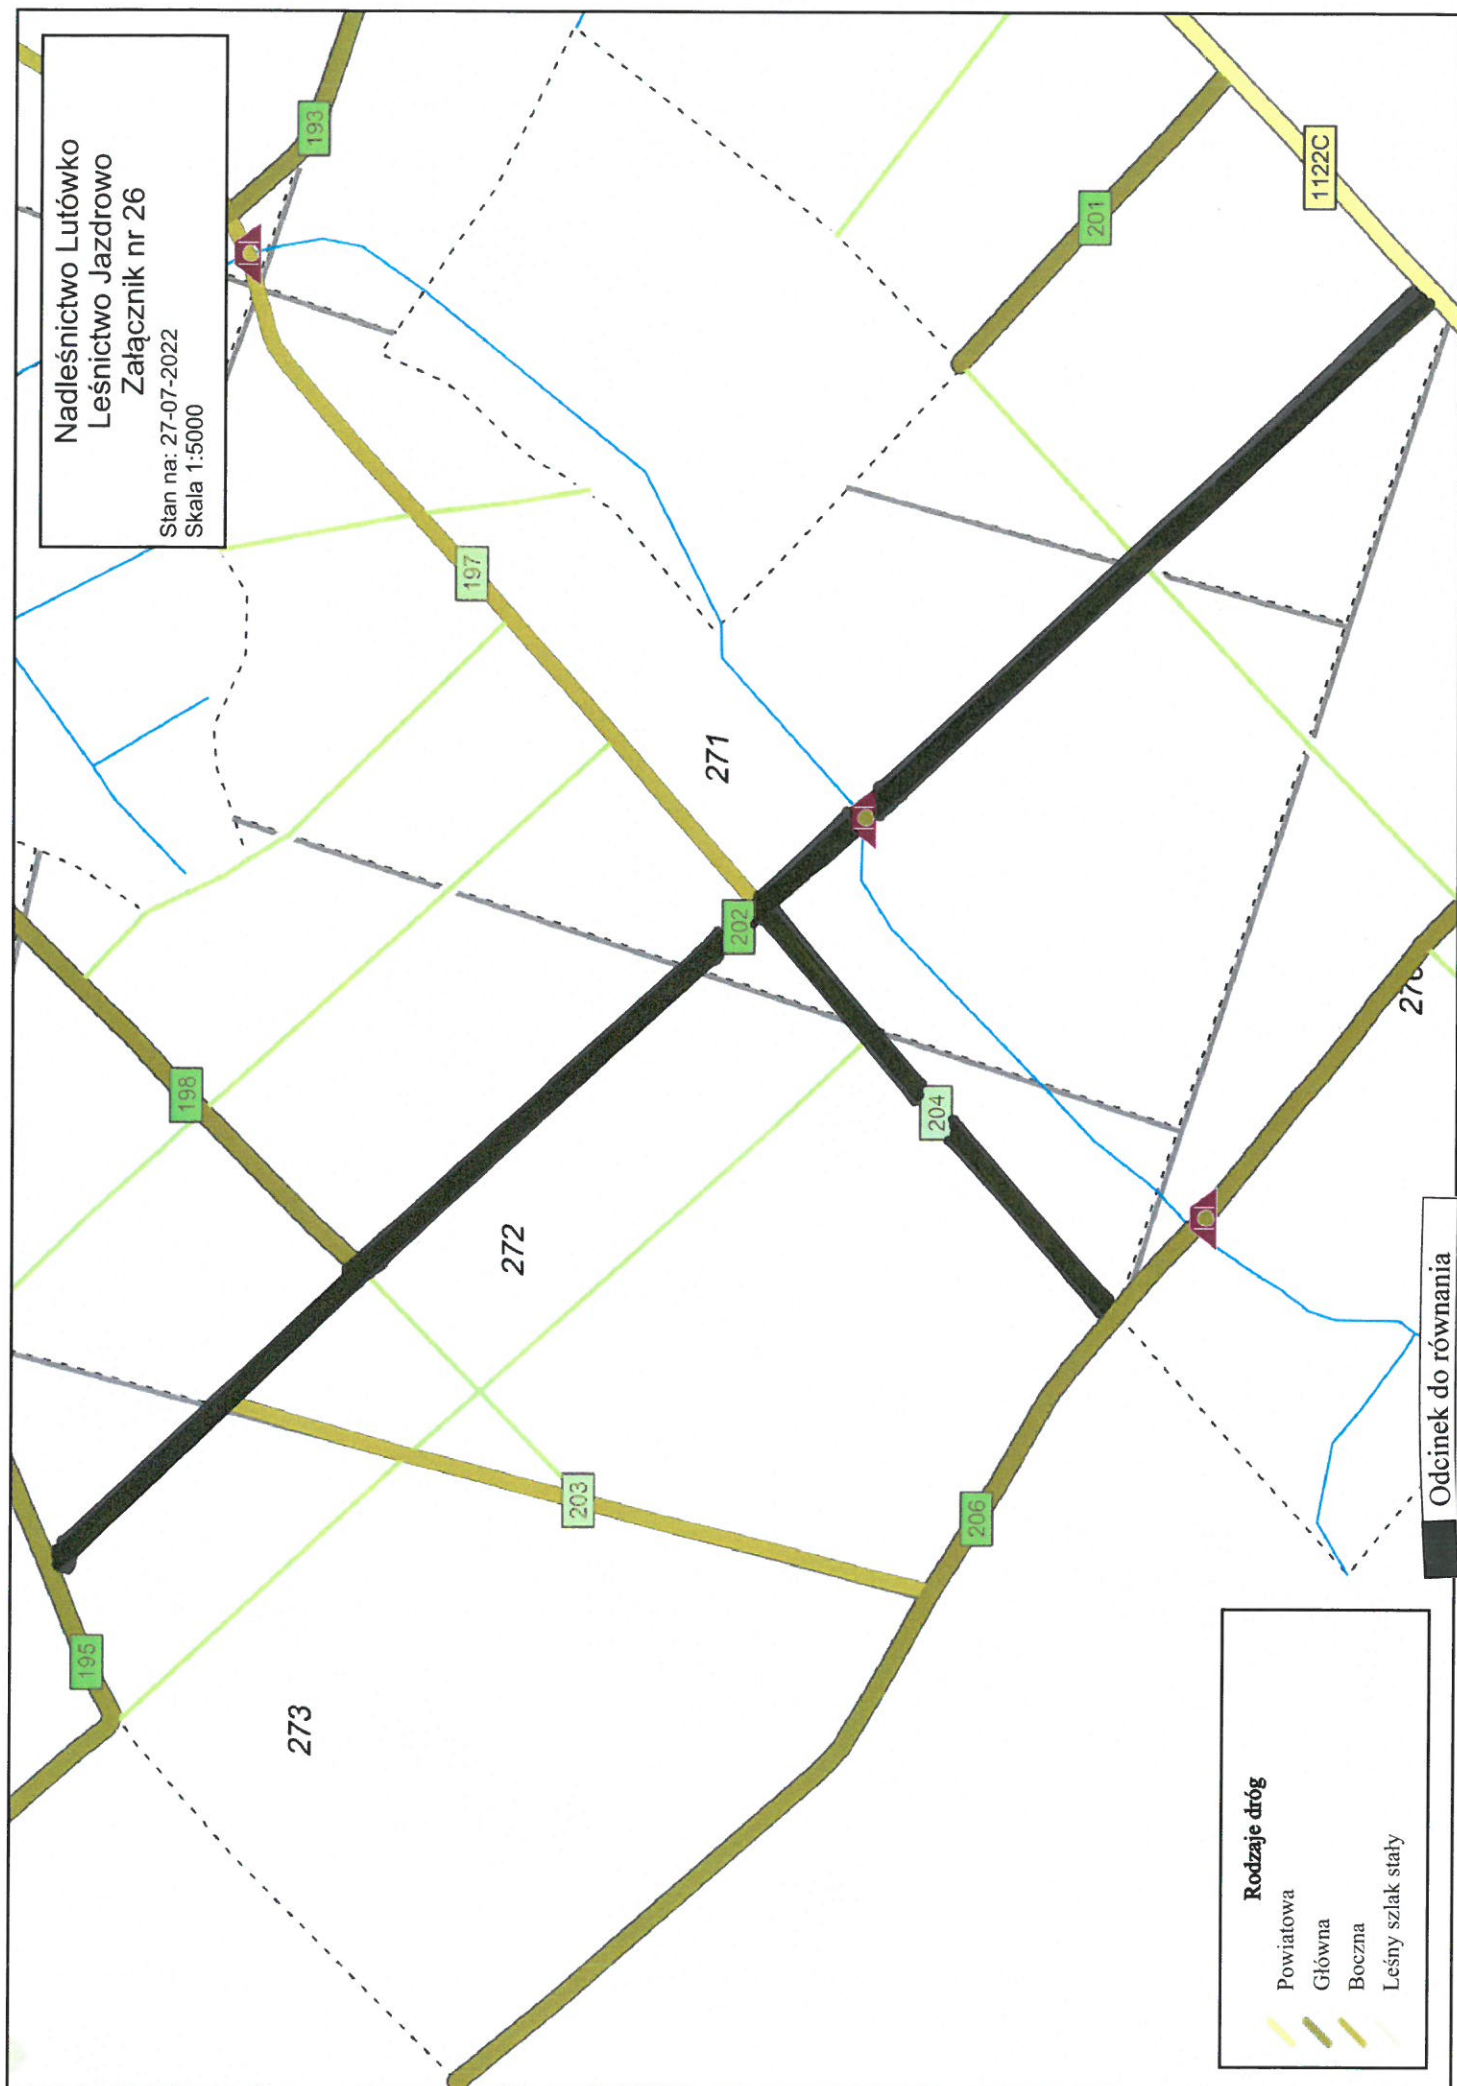 Nadleśnictwo Lutówko
Leśnictwo Jazdrowo
Załącznik nr 26
Stan na: 27-07-2022
Skala 1:5000
193
1122C
201
197
271
202
198
204
272
203
206
195
273
Odcinek do równania
Rodzaje dróg
Powiatowa
Główna
Boczna
Leśny szlak stały